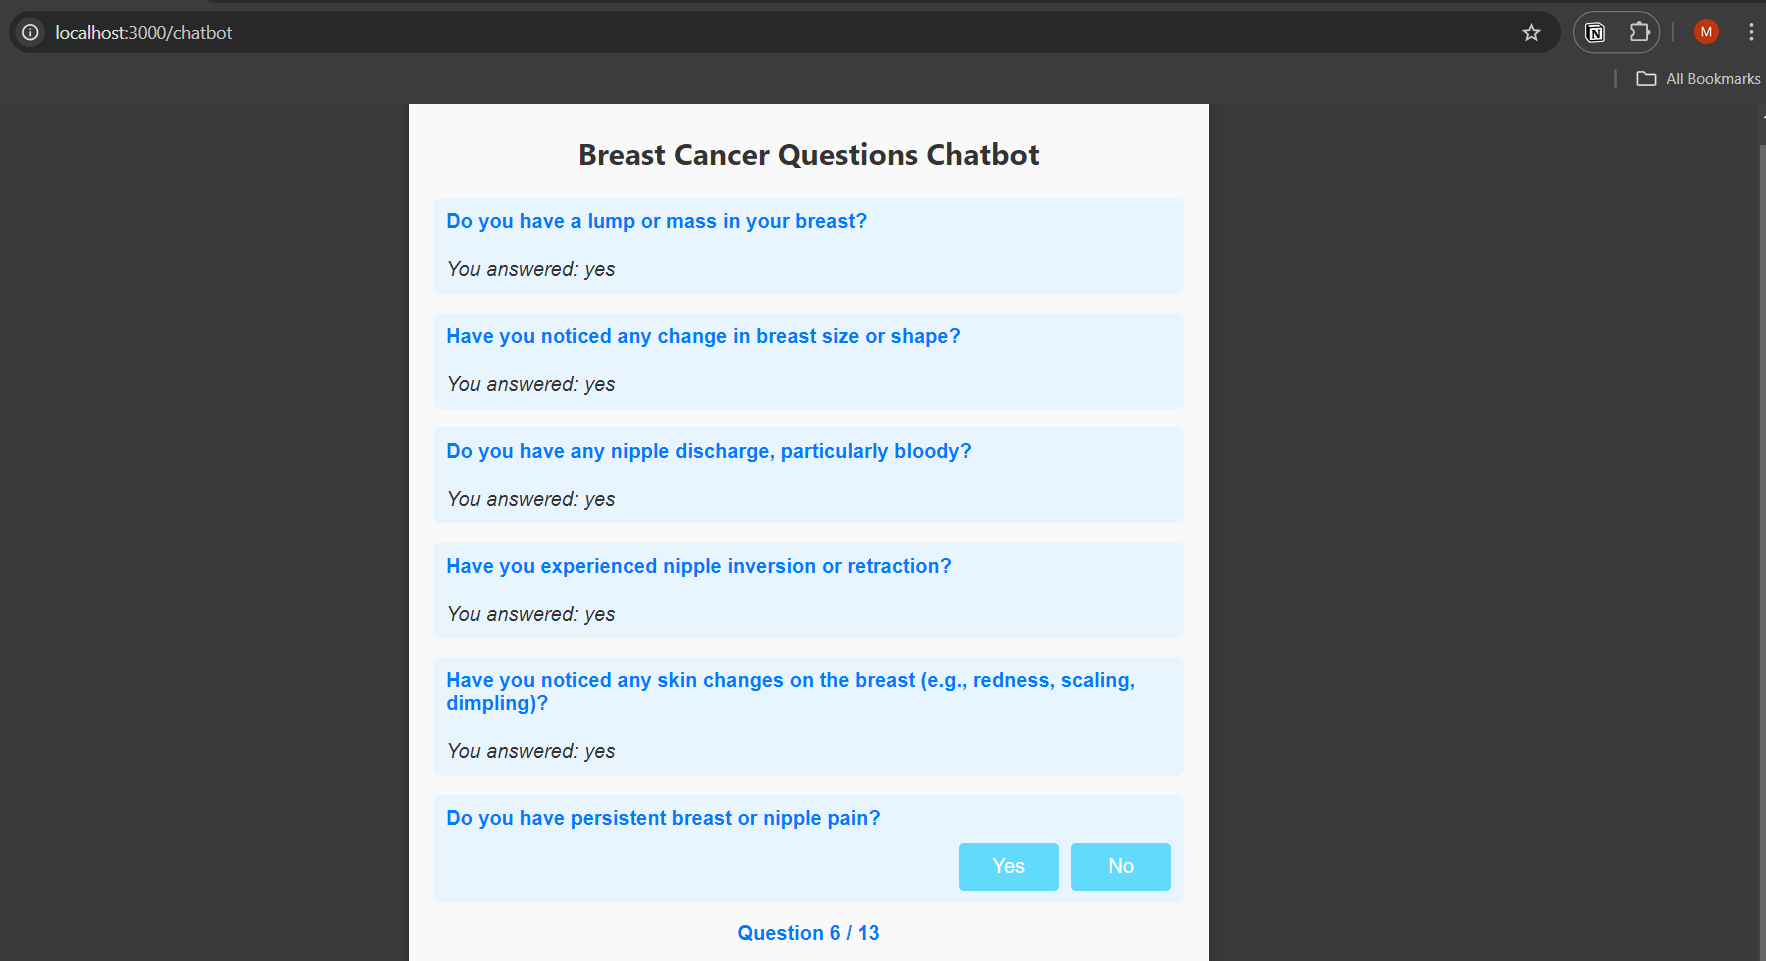 localhost:3000/chatbot
N
M
All Bookmarks
Breast Cancer Questions Chatbot
Do you have a lump or mass in your breast?
You answered: yes
Have you noticed any change in breast size or shape?
You answered: yes
Do you have any nipple discharge, particularly bloody?
You answered: yes
Have you experienced nipple inversion or retraction?
You answered: yes
Have you noticed any skin changes on the breast (e.g., redness, scaling,
dimpling)?
You answered: yes
Do you have persistent breast or nipple pain?
Yes No
Question 6 / 13